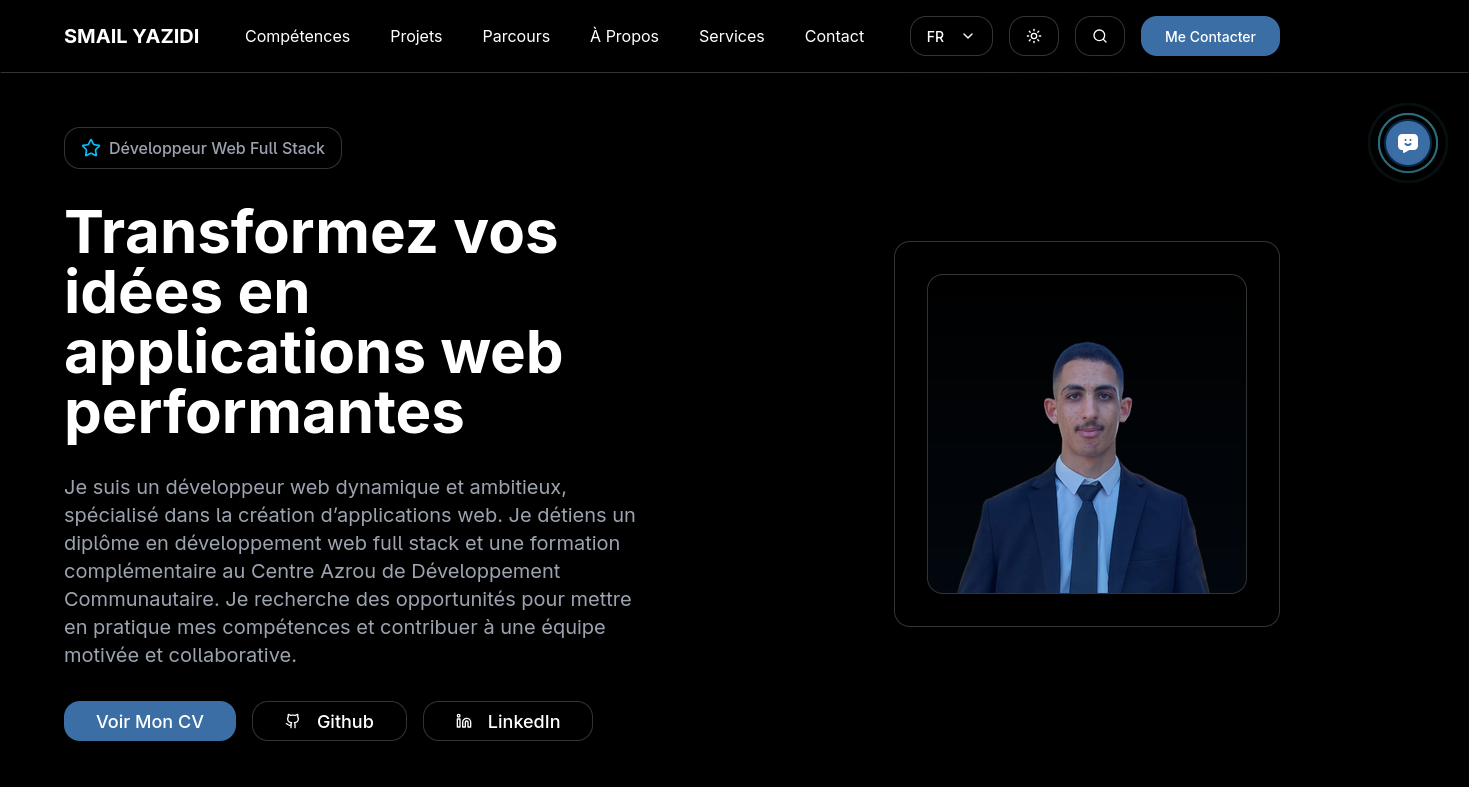 SMAIL YAZIDI
Compétences
Projets
Parcours
À Propos
Services
Contact
FR
Me Contacter
Développeur Web Full Stack
Transformez vos
idées en
applications web
performantes
Je suis un développeur web dynamique et ambitieux,
spécialisé dans la création d’applications web. Je détiens un
diplôme en développement web full stack et une formation
complémentaire au Centre Azrou de Développement
Communautaire. Je recherche des opportunités pour mettre
en pratique mes compétences et contribuer à une équipe
motivée et collaborative.
Voir Mon CV
Github
LinkedIn